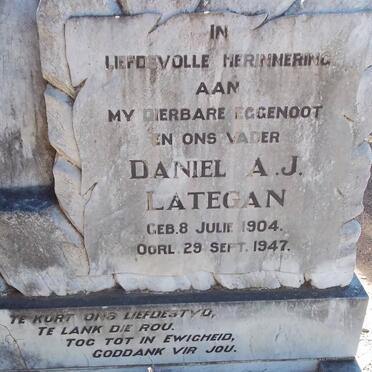 IN
LIEFDEVOLLE HERINNERING
AAN
MY DIERBARE EGGENOOT
EN ONS VADER
DANIEL A.J.
LATEGAN
GEB. 8 JULIE 1904.
OORL. 29 SEPT. 1947.
TE KORT ONS LIEFDESTYD,
TE LANK DIE ROU.
TOG TOT IN EWIGHEID,
GODDANK VIR JOU.